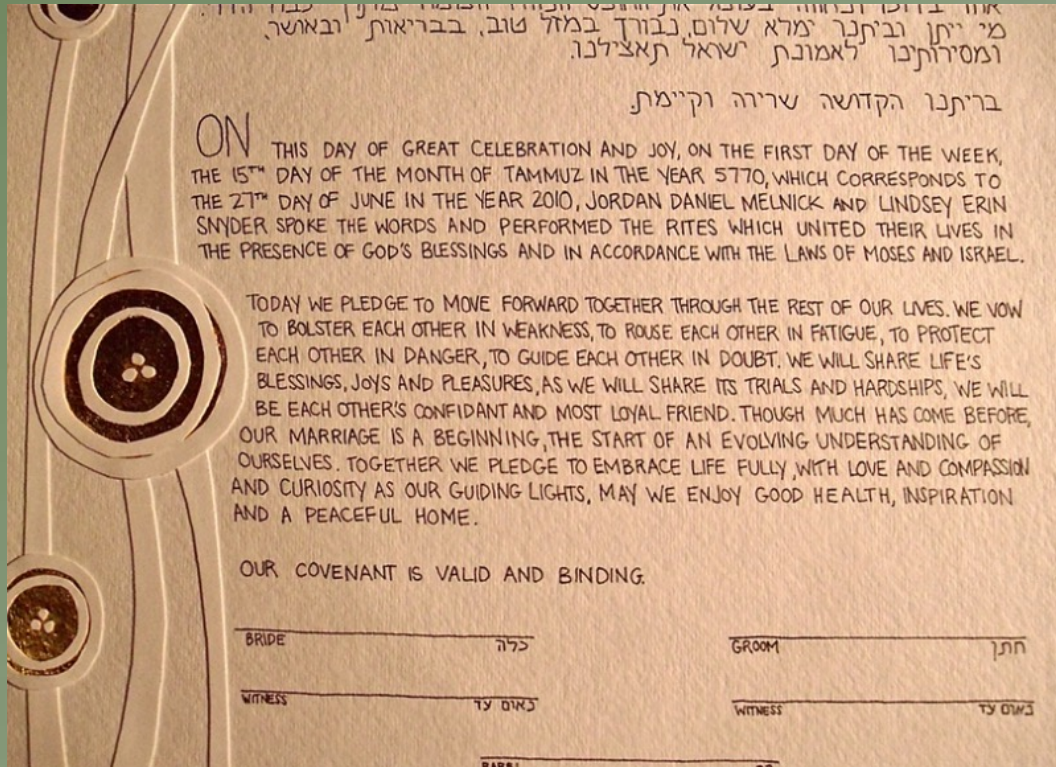 מי ייתן וביתנו ימלא שלום, נבורך במזל טוב, בבריאות ובאושר,
ומסירותינו לאמונת ישראל תאצילנו.
בריתנו הקדושה שרירה וקיימת.
ON THIS DAY OF GREAT CELEBRATION AND JOY, ON THE FIRST DAY OF THE WEEK,
THE 15TH DAY OF THE MONTH OF TAMMUZ IN THE YEAR 5770, WHICH CORRESPONDS TO
THE 27TH DAY OF JUNE IN THE YEAR 2010, JORDAN DANIEL MELNICK AND LINDSEY ERIN
SNYDER SPOKE THE WORDS AND PERFORMED THE RITES WHICH UNITED THEIR LIVES IN
THE PRESENCE OF GOD'S BLESSINGS AND IN ACCORDANCE WITH THE LAWS OF MOSES AND ISRAEL.
TODAY WE PLEDGE TO MOVE FORWARD TOGETHER THROUGH THE REST OF OUR LIVES. WE VOW
TO BOLSTER EACH OTHER IN WEAKNESS, TO ROUSE EACH OTHER IN FATIGUE, TO PROTECT
EACH OTHER IN DANGER, TO GUIDE EACH OTHER IN DOUBT. WE WILL SHARE LIFE'S
BLESSINGS, JOYS AND PLEASURES, AS WE WILL SHARE ITS TRIALS AND HARDSHIPS, WE WILL
BE EACH OTHER'S CONFIDANT AND MOST LOYAL FRIEND. THOUGH MUCH HAS COME BEFORE,
OUR MARRIAGE IS A BEGINNING, THE START OF AN EVOLVING UNDERSTANDING OF
OURSELVES. TOGETHER WE PLEDGE TO EMBRACE LIFE FULLY, WITH LOVE AND COMPASSION
AND CURIOSITY AS OUR GUIDING LIGHTS, MAY WE ENJOY GOOD HEALTH, INSPIRATION
AND A PEACEFUL HOME.
OUR COVENANT IS VALID AND BINDING.
BRIDE כלה GROOM חתן
WITNESS נאום עד WITNESS נאום עד
RABBI